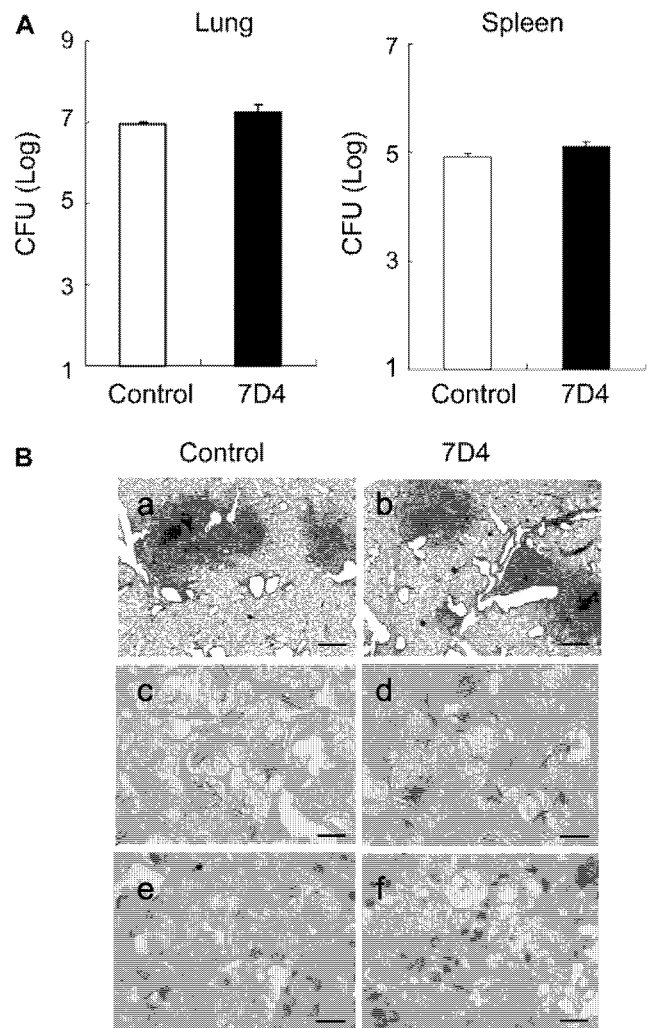 A
Lung
Spleen
9
7
5
3
1
CFU (Log)
Control
7D4
7
5
3
1
CFU (Log)
Control
7D4
B
Control
7D4
a
b
c
d
e
f